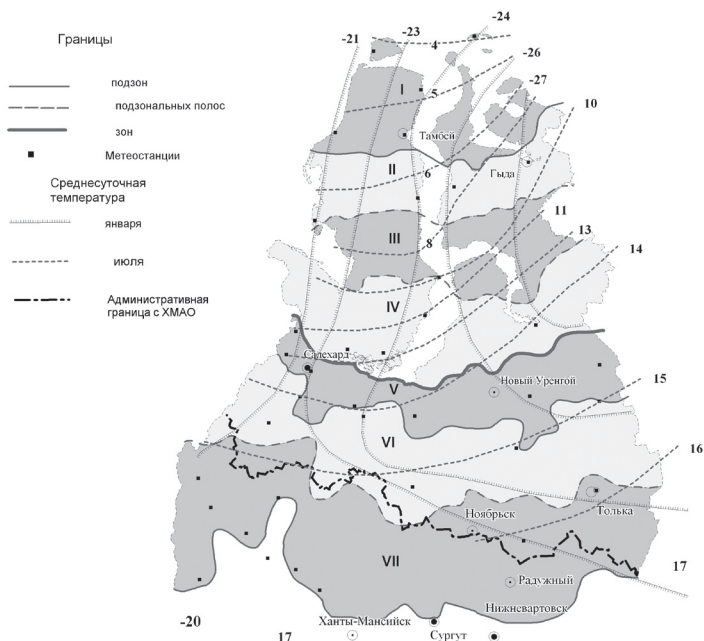 Границы
подзон
подзональных полос
зон
Метеостанции
Среднесуточная
температура
января
июля
Административная
граница с ХМАО
-21
-23
-24
4
-26
-27
5
10
I
Тамбей
II
6
Гыда
11
III
8
13
14
IV
Салехард
V
Новый Уренгой
15
VI
16
Толька
Ноябрьск
VII
17
Радужный
Нижневартовск
-20
17
Ханты-Мансийск
Сургут